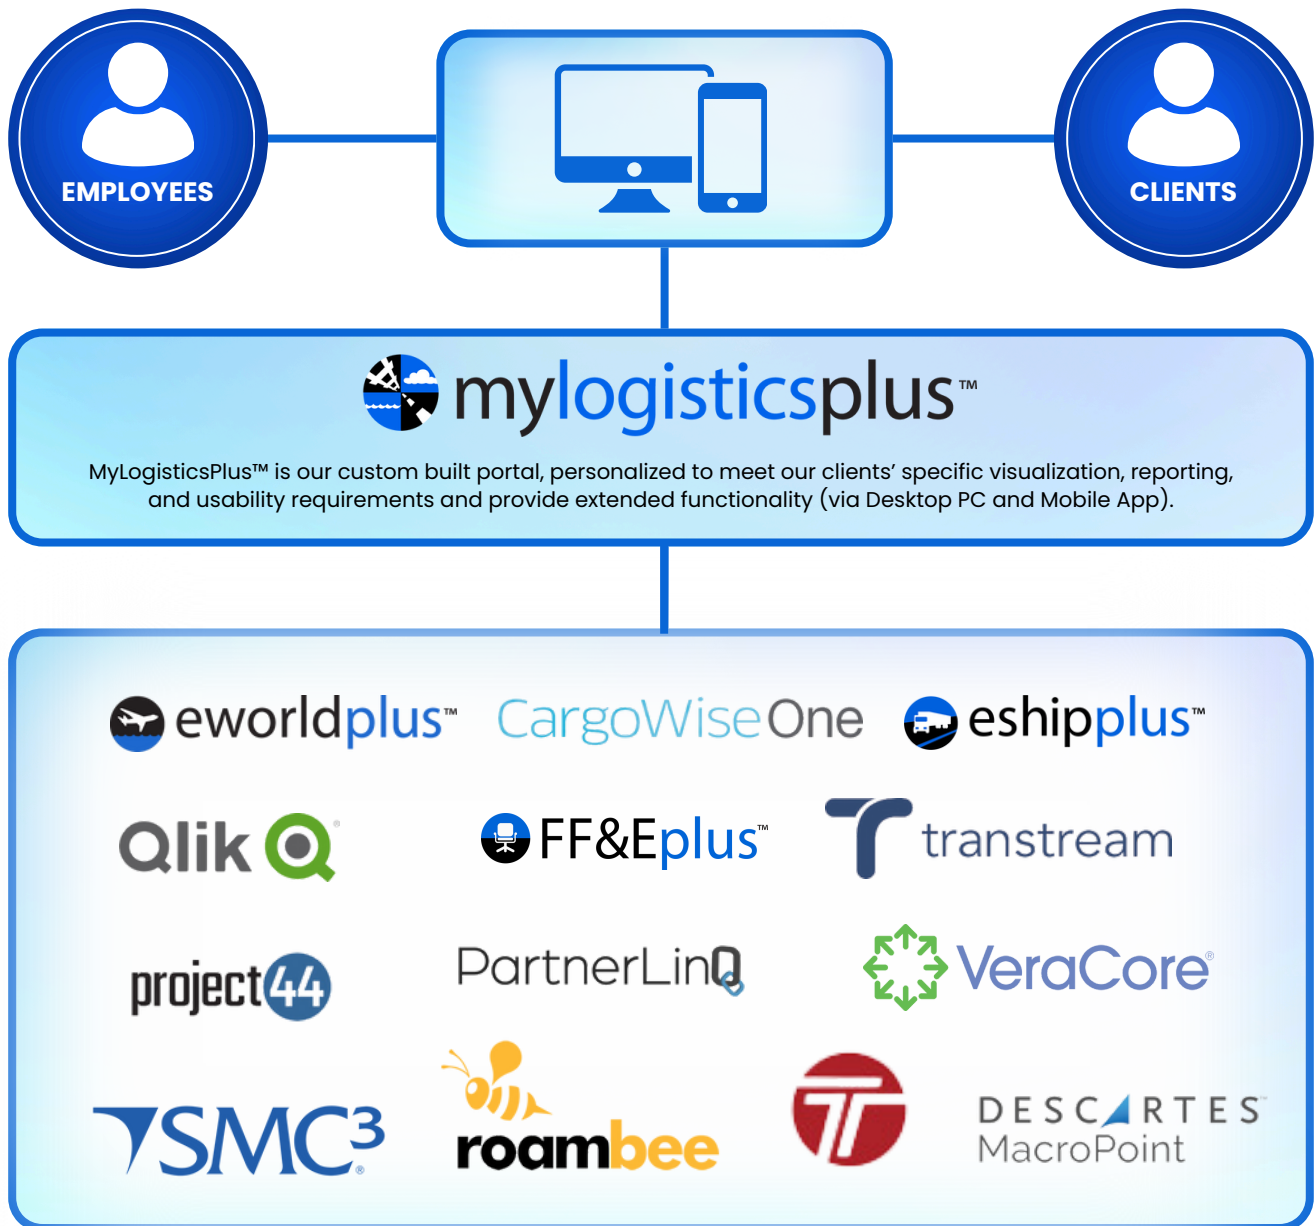 EMPLOYEES
CLIENTS
mylogisticsplus™
MyLogisticsPlus™ is our custom built portal, personalized to meet our clients’ specific visualization, reporting,
and usability requirements and provide extended functionality (via Desktop PC and Mobile App).
eworldplus™
CargoWiseOne
eshipplus™
Qlik Q®
FF&Eplus™
transtream
project44
PartnerLinQ
VeraCore®
SMC³®
roambee
T
DESCARTES™
MacroPoint